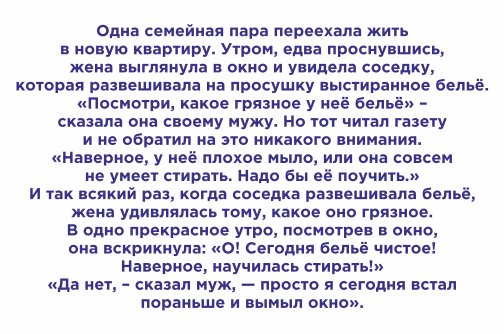 Одна семейная пара переехала жить
в новую квартиру. Утром, едва проснувшись,
жена выглянула в окно и увидела соседку,
которая развешивала на просушку выстиранное бельё.
«Посмотри, какое грязное у неё бельё» –
сказала она своему мужу. Но тот читал газету
и не обратил на это никакого внимания.
«Наверное, у неё плохое мыло, или она совсем
не умеет стирать. Надо бы её поучить.»
И так всякий раз, когда соседка развешивала бельё,
жена удивлялась тому, какое оно грязное.
В одно прекрасное утро, посмотрев в окно,
она вскрикнула: «О! Сегодня бельё чистое!
Наверное, научилась стирать!»
«Да нет, – сказал муж, — просто я сегодня встал
пораньше и вымыл окно».